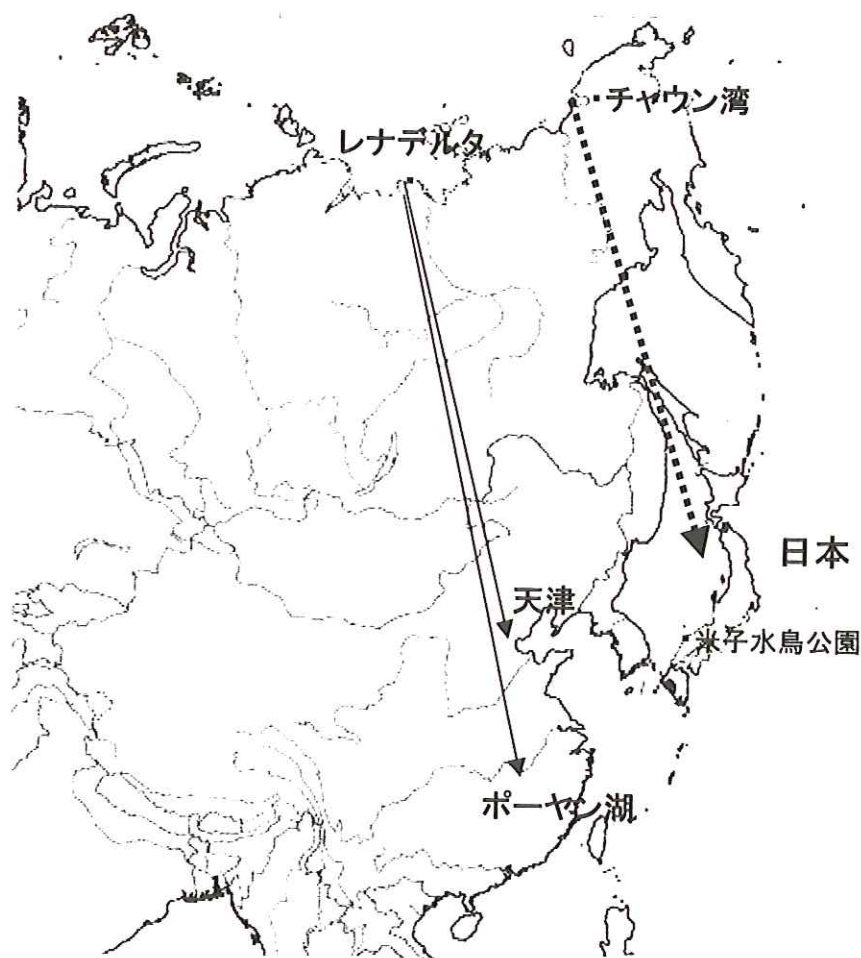 チャウン湾
レナデルタ
日本
天津
米子水鳥公園
ポーヤン湖